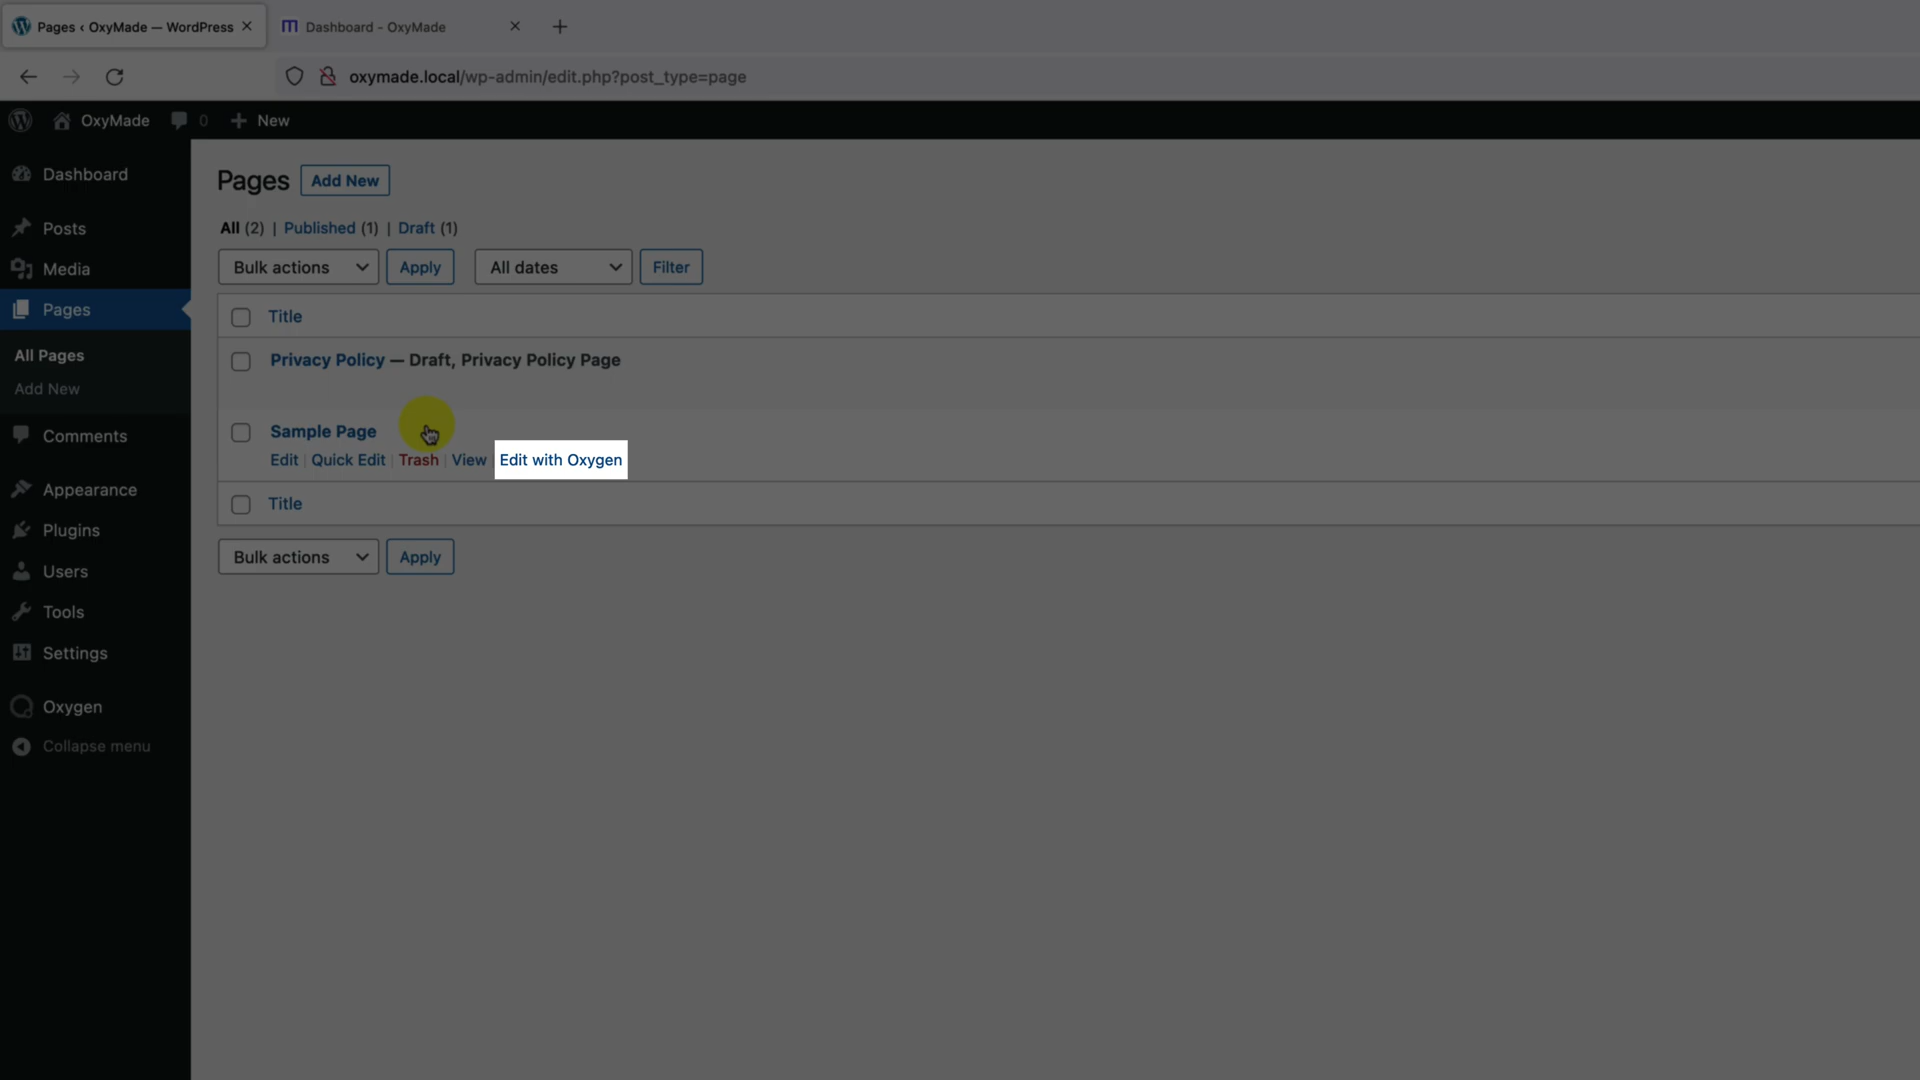 Pages ‹ OxyMade — WordPress
Dashboard - OxyMade
oxymade.local/wp-admin/edit.php?post_type=page
OxyMade 0 New
Dashboard
Posts
Media
Pages
All Pages
Add New
Comments
Appearance
Plugins
Users
Tools
Settings
Oxygen
Collapse menu
Pages Add New
All (2) | Published (1) | Draft (1)
Bulk actions Apply All dates Filter
Title
Privacy Policy — Draft, Privacy Policy Page
Sample Page
Edit | Quick Edit | Trash | View Edit with Oxygen
Title
Bulk actions Apply